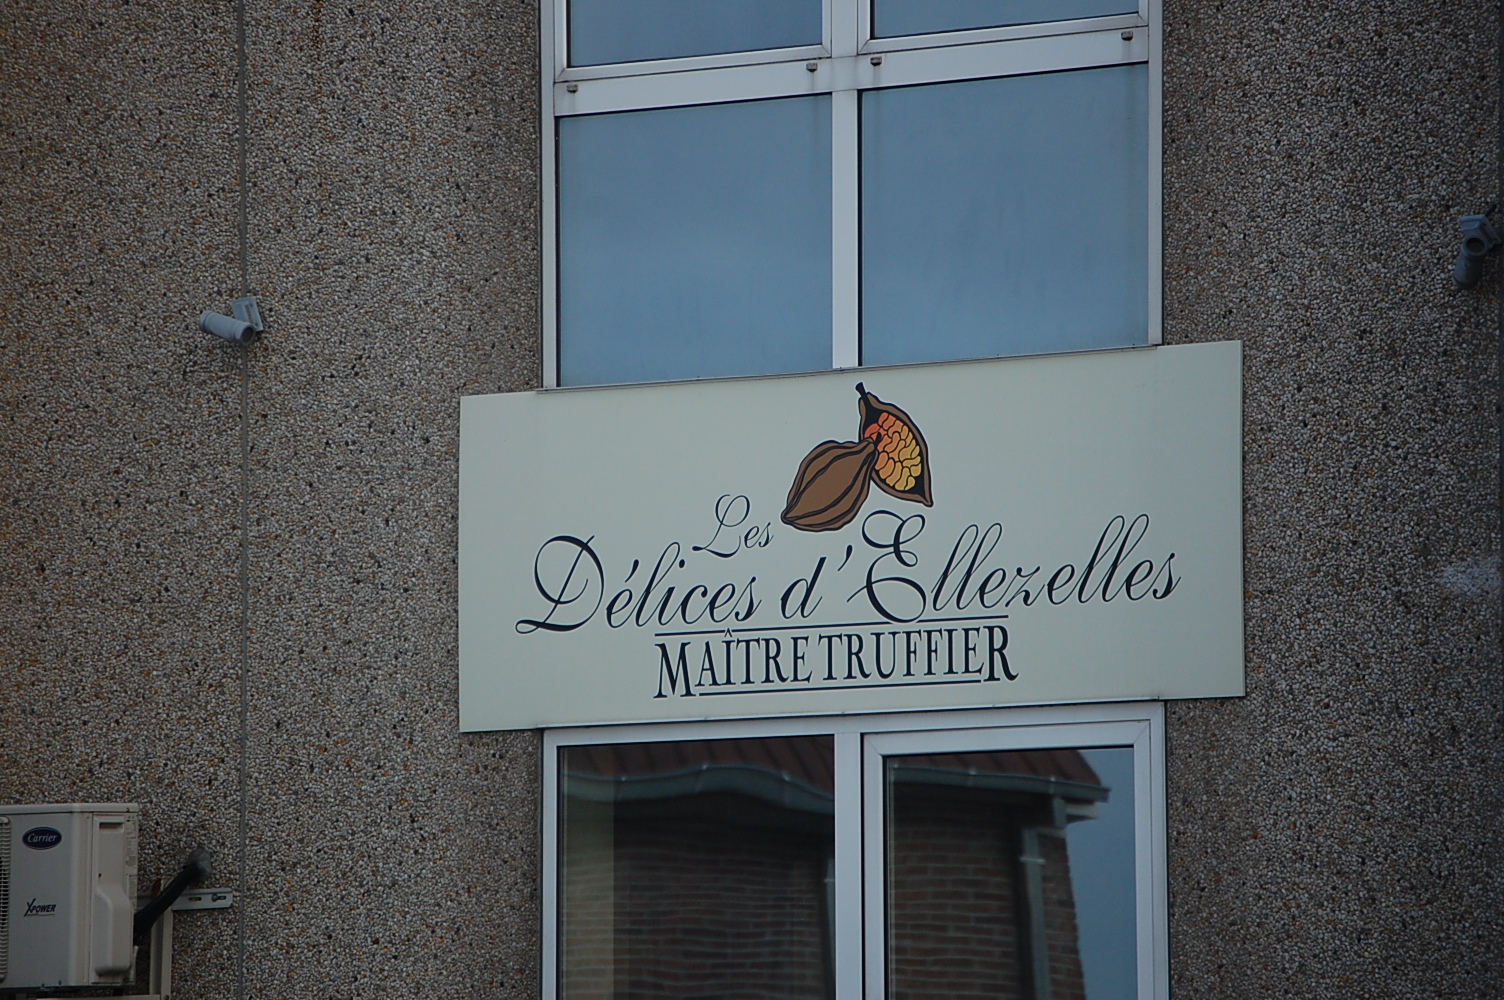 Les
Délices d'Ellezelles
MAÎTRE TRUFFIER
Carrier
XPOWER